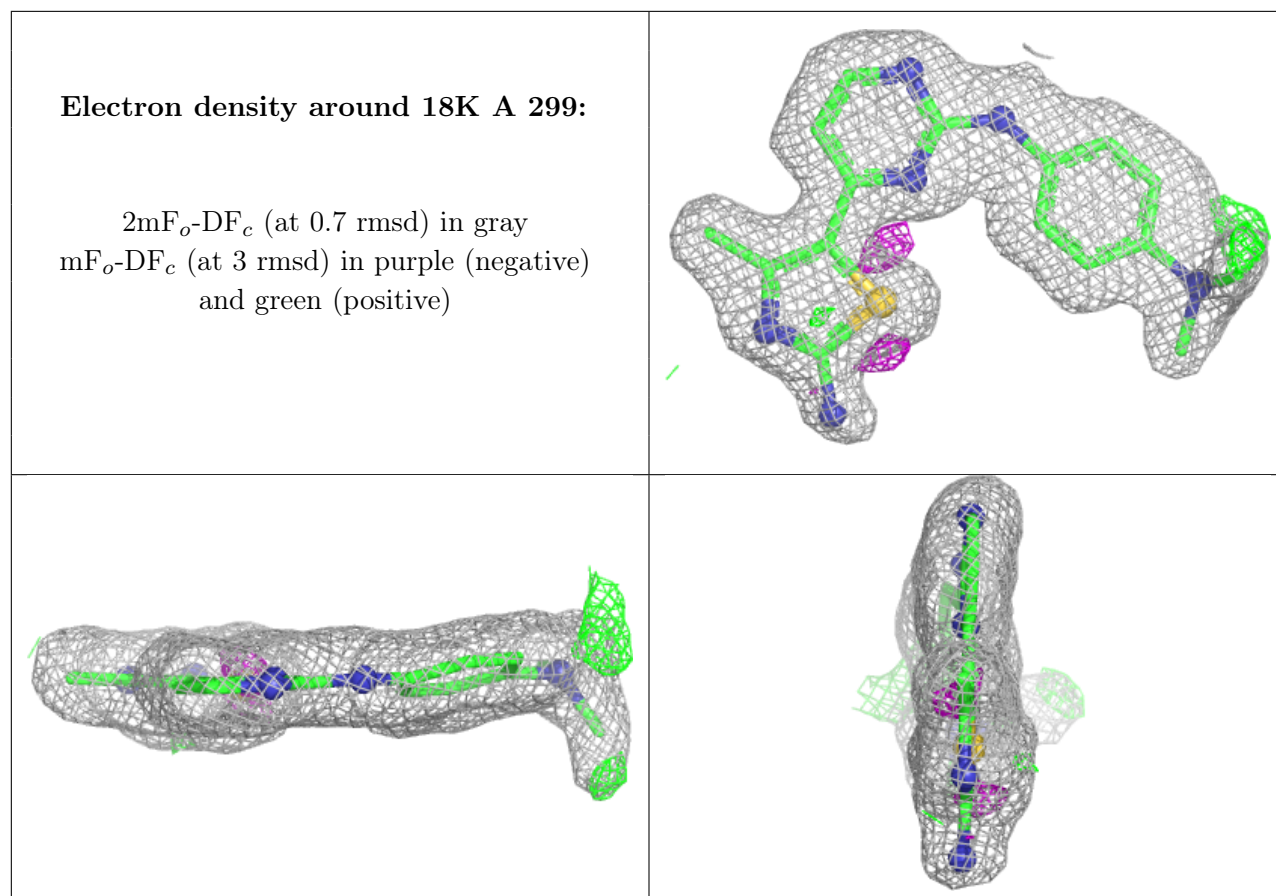 Electron density around 18K A 299:
2mFₒ-DF𝒸 (at 0.7 rmsd) in gray
mFₒ-DF𝒸 (at 3 rmsd) in purple (negative)
and green (positive)